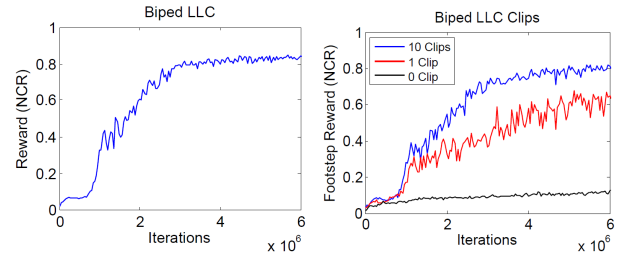 Biped LLC
Reward (NCR)
1
0.8
0.6
0.4
0.2
0
0 2 4 6
Iterations
x 10^6
Biped LLC Clips
Footstep Reward (NCR)
1
0.8
0.6
0.4
0.2
0
10 Clips
1 Clip
0 Clip
0 2 4 6
Iterations
x 10^6